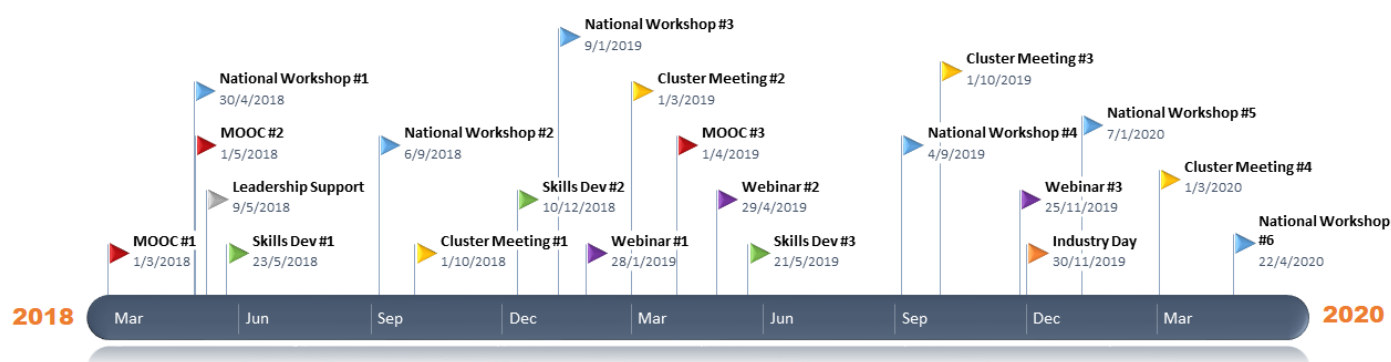 National Workshop #3
9/1/2019
Cluster Meeting #3
1/10/2019
National Workshop #1
30/4/2018
Cluster Meeting #2
1/3/2019
National Workshop #5
7/1/2020
MOOC #2
1/5/2018
National Workshop #2
6/9/2018
MOOC #3
1/4/2019
National Workshop #4
4/9/2019
Cluster Meeting #4
1/3/2020
Leadership Support
9/5/2018
Skills Dev #2
10/12/2018
Webinar #2
29/4/2019
Webinar #3
25/11/2019
National Workshop
#6
22/4/2020
MOOC #1
1/3/2018
Skills Dev #1
23/5/2018
Cluster Meeting #1
1/10/2018
Webinar #1
28/1/2019
Skills Dev #3
21/5/2019
Industry Day
30/11/2019
2018
Mar
Jun
Sep
Dec
Mar
Jun
Sep
Dec
Mar
2020